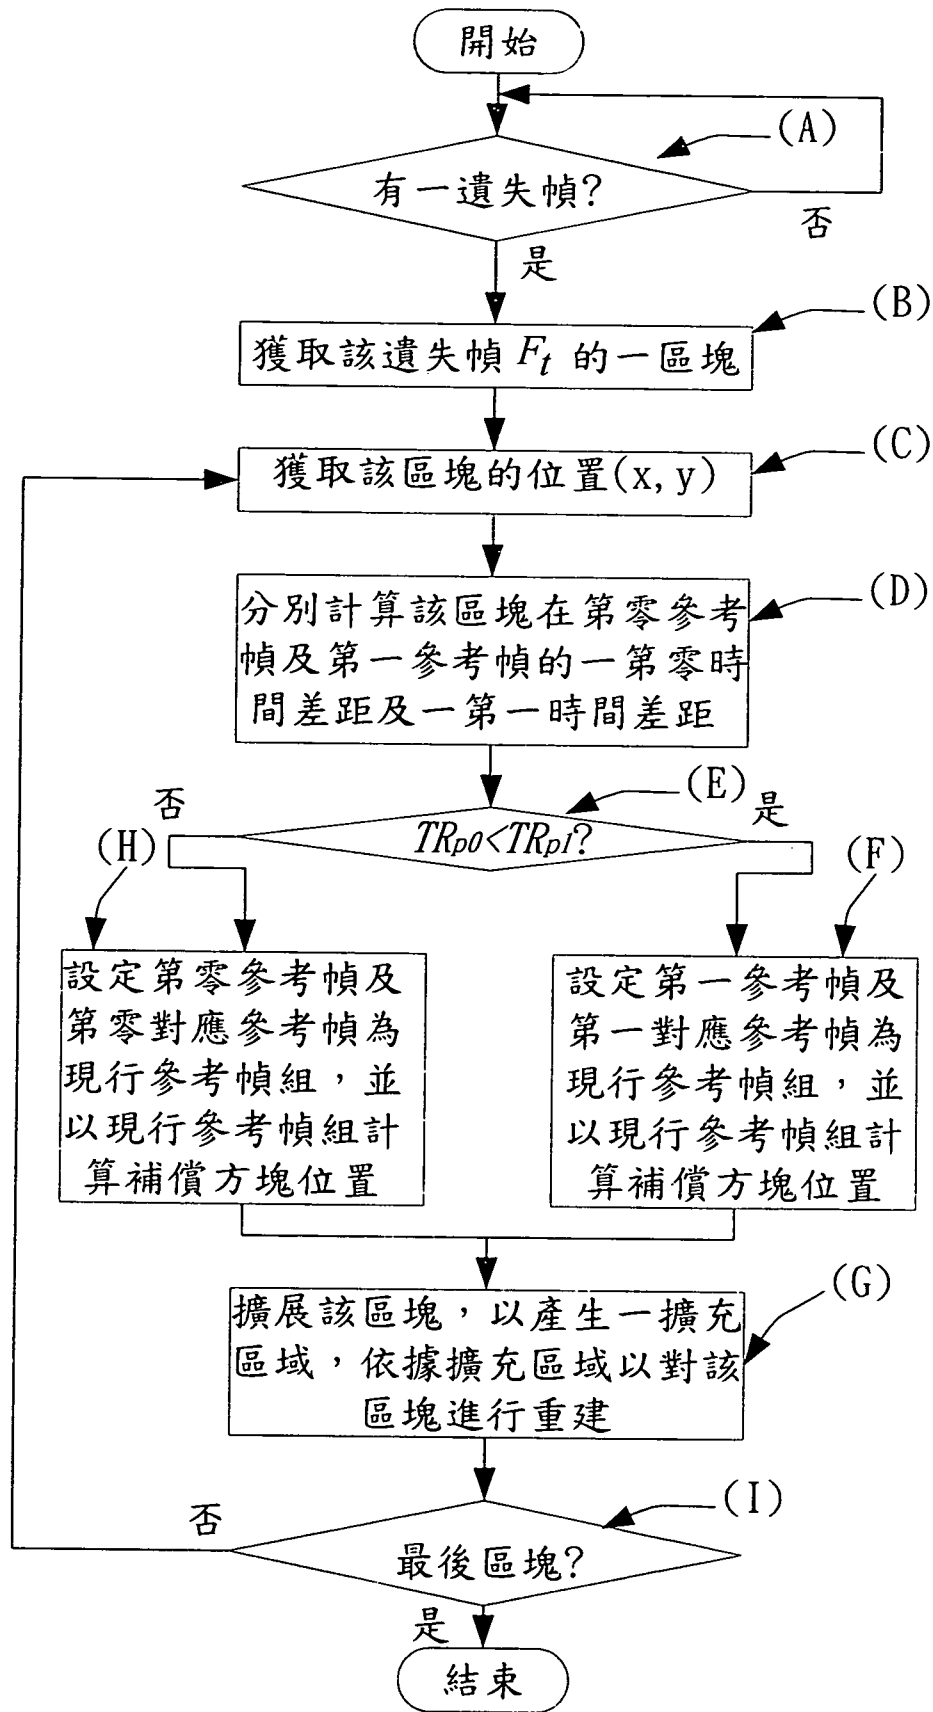 開始
(A)
有一遺失幀?
否
是
(B)
獲取該遺失幀 Ft 的一區塊
(C)
獲取該區塊的位置(x,y)
(D)
分別計算該區塊在第零參考
幀及第一參考幀的一第零時
間差距及一第一時間差距
(E)
否
是
TRp0<TRp1?
(H)
(F)
設定第零參考幀及
第零對應參考幀為
現行參考幀組，並
以現行參考幀組計
算補償方塊位置
設定第一參考幀及
第一對應參考幀為
現行參考幀組，並
以現行參考幀組計
算補償方塊位置
(G)
擴展該區塊，以產生一擴充
區域，依據擴充區域以對該
區塊進行重建
(I)
否
最後區塊?
是
結束